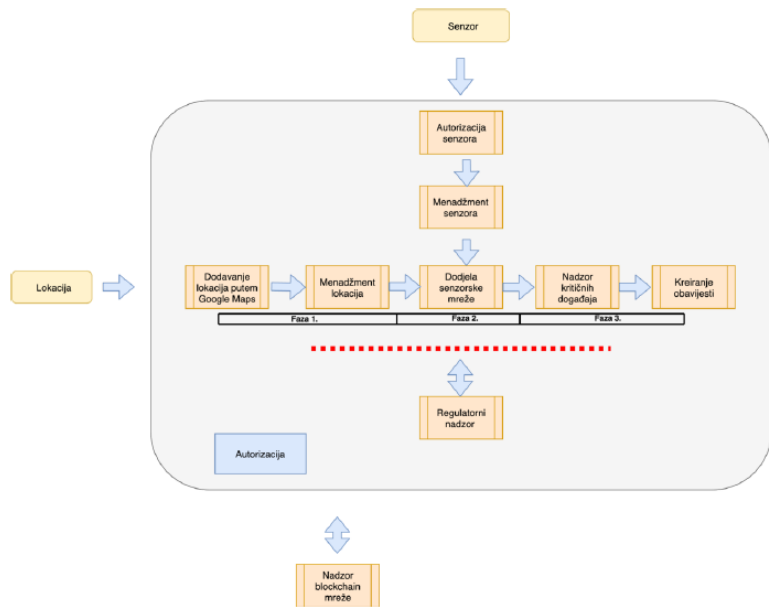 Senzor
Autorizacija
senzora
Menadžment
senzora
Lokacija
Dodavanje
lokacija putem
Google Maps
Menadžment
lokacija
Dodjela
senzorske
mreže
Nadzor
kritičnih
događaja
Kreiranje
obavijesti
Faza 1.
Faza 2.
Faza 3.
Regulatorni
nadzor
Autorizacija
Nadzor
blockchain
mreže